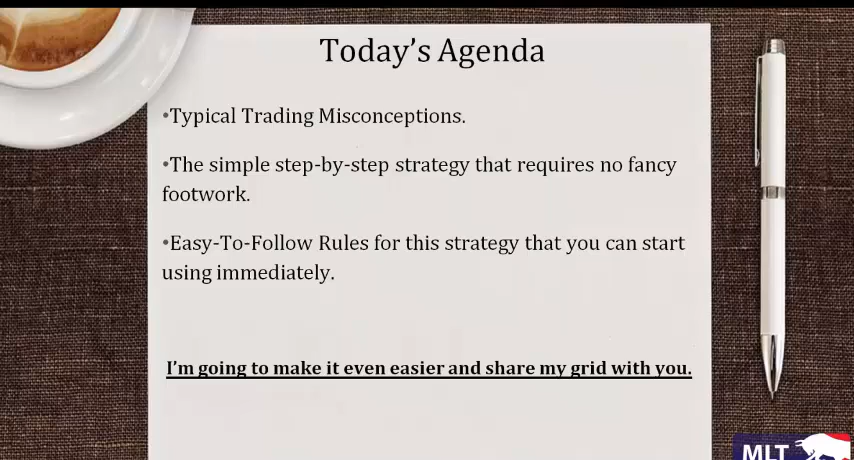 Today's Agenda
•Typical Trading Misconceptions.
•The simple step-by-step strategy that requires no fancy
footwork.
•Easy-To-Follow Rules for this strategy that you can start
using immediately.
I'm going to make it even easier and share my grid with you.
MLT